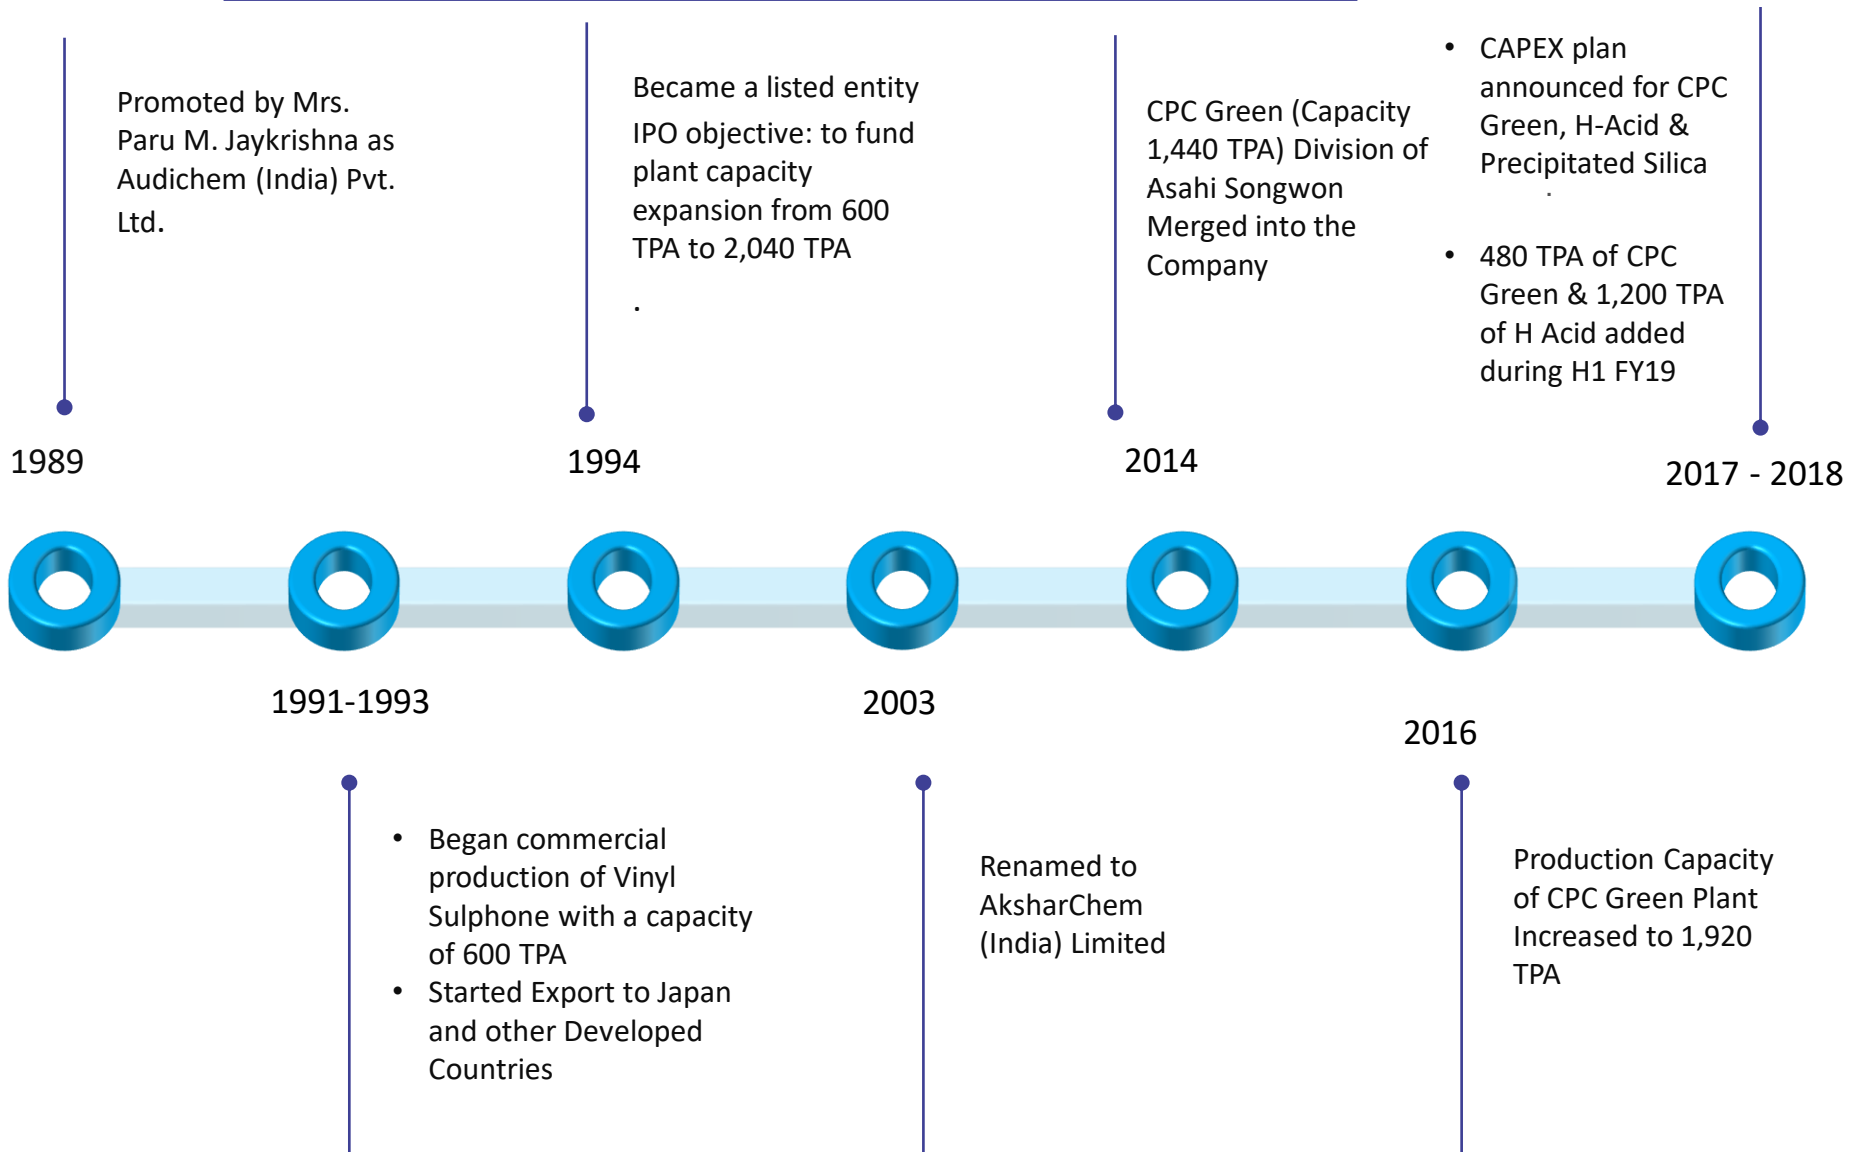 Promoted by Mrs.
Paru M. Jaykrishna as
Audichem (India) Pvt.
Ltd.
Became a listed entity
IPO objective: to fund
plant capacity
expansion from 600
TPA to 2,040 TPA
.
CPC Green (Capacity
1,440 TPA) Division of
Asahi Songwon
Merged into the
Company
• CAPEX plan
announced for CPC
Green, H-Acid &
Precipitated Silica
.
• 480 TPA of CPC
Green & 1,200 TPA
of H Acid added
during H1 FY19
1989
1994
2014
2017 - 2018
1991-1993
2003
2016
• Began commercial
production of Vinyl
Sulphone with a capacity
of 600 TPA
• Started Export to Japan
and other Developed
Countries
Renamed to
AksharChem
(India) Limited
Production Capacity
of CPC Green Plant
Increased to 1,920
TPA